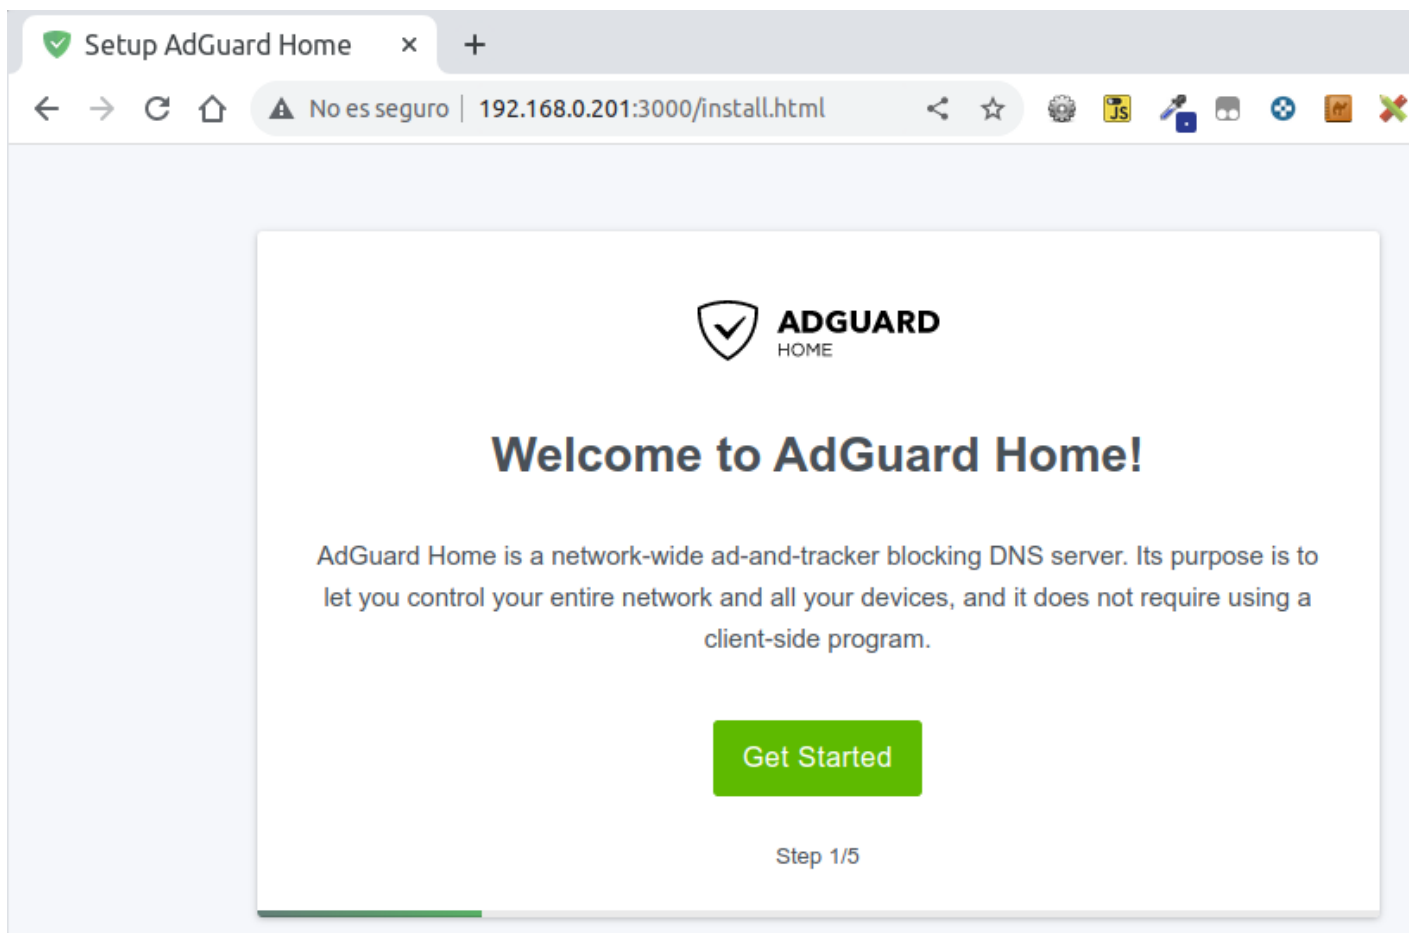 Setup AdGuard Home
No es seguro 192.168.0.201:3000/install.html
JS
ADGUARD
HOME
Welcome to AdGuard Home!
AdGuard Home is a network-wide ad-and-tracker blocking DNS server. Its purpose is to
let you control your entire network and all your devices, and it does not require using a
client-side program.
Get Started
Step 1/5